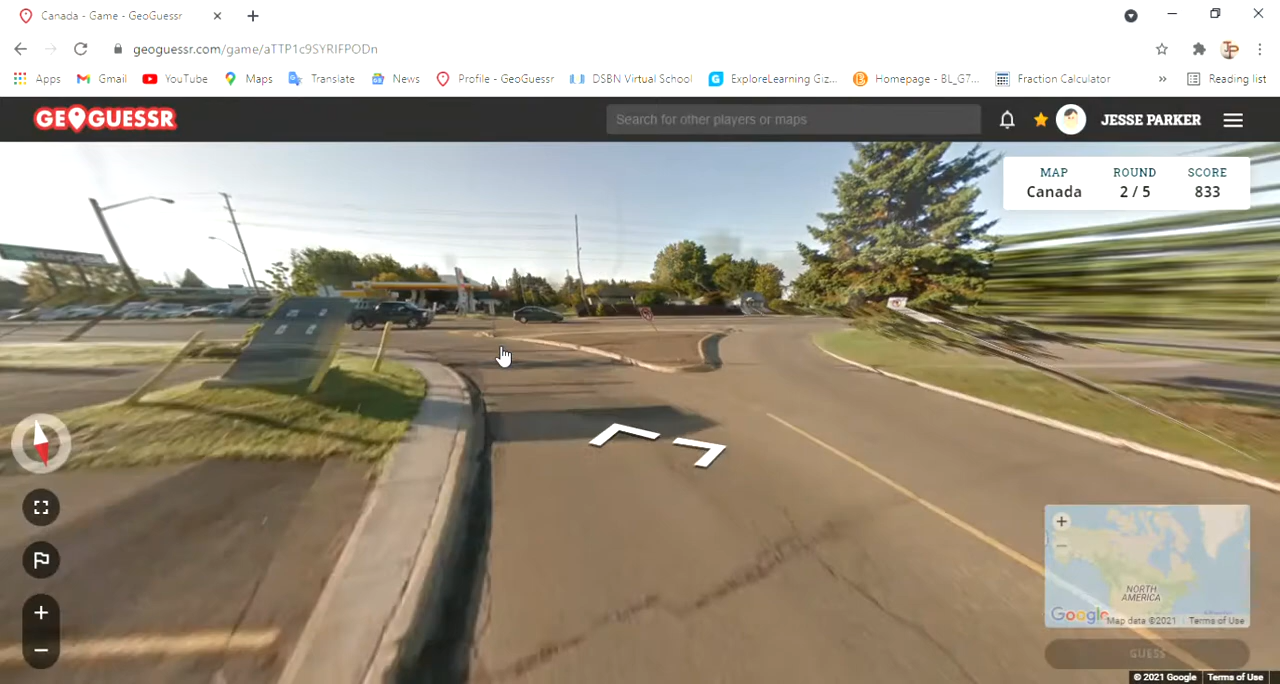 Canada - Game - GeoGuessr
geoguessr.com/game/aTTP1c9SYRIFPODn
Apps Gmail YouTube Maps Translate News Profile - GeoGuessr DSBN Virtual School ExploreLearning Giz... Homepage - BL_G7... Fraction Calculator » Reading list
GEOGUESSR
Search for other players or maps
JESSE PARKER
MAP ROUND SCORE
Canada 2 / 5 833
NORTH
AMERICA
Google Map data ©2021 Terms of Use
GUESS
© 2021 Google Terms of Use